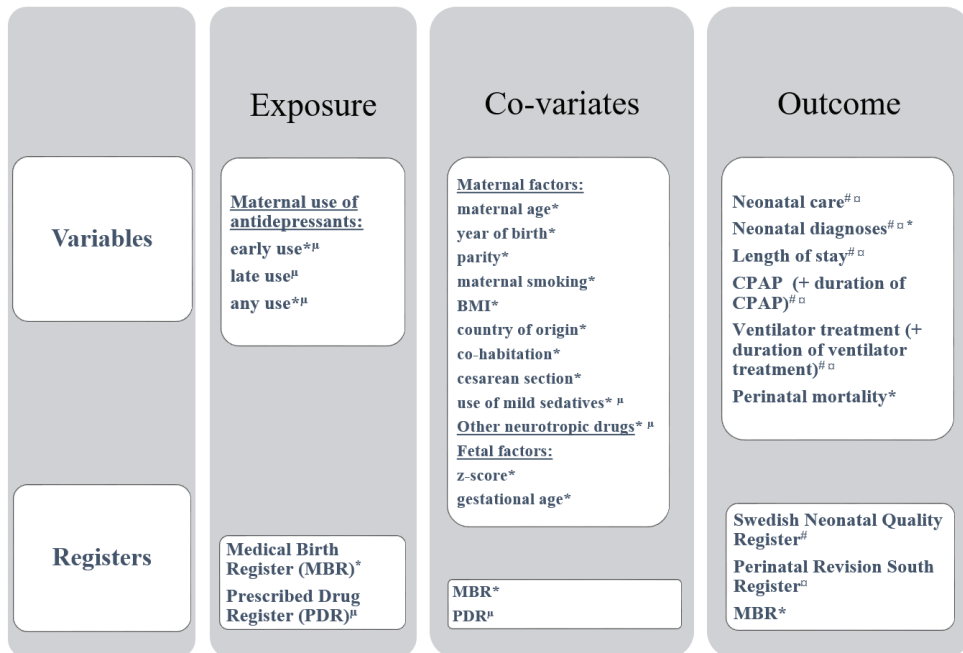 Exposure
Co-variates
Outcome
Variables
Maternal use of
antidepressants:
early use*µ
late useµ
any use*µ
Maternal factors:
maternal age*
year of birth*
parity*
maternal smoking*
BMI*
country of origin*
co-habitation*
cesarean section*
use of mild sedatives* µ
Other neurotropic drugs* µ
Fetal factors:
z-score*
gestational age*
Neonatal care# ¤
Neonatal diagnoses# ¤ *
Length of stay# ¤
CPAP (+ duration of
CPAP)# ¤
Ventilator treatment (+
duration of ventilator
treatment)# ¤
Perinatal mortality*
Registers
Medical Birth
Register (MBR)*
Prescribed Drug
Register (PDR)µ
MBR*
PDRµ
Swedish Neonatal Quality
Register#
Perinatal Revision South
Register¤
MBR*